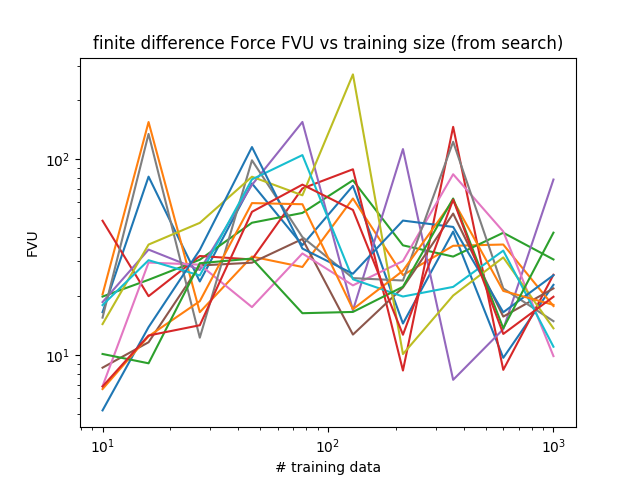 finite difference Force FVU vs training size (from search)
FVU
10²
10¹
10¹ 10² 10³
# training data